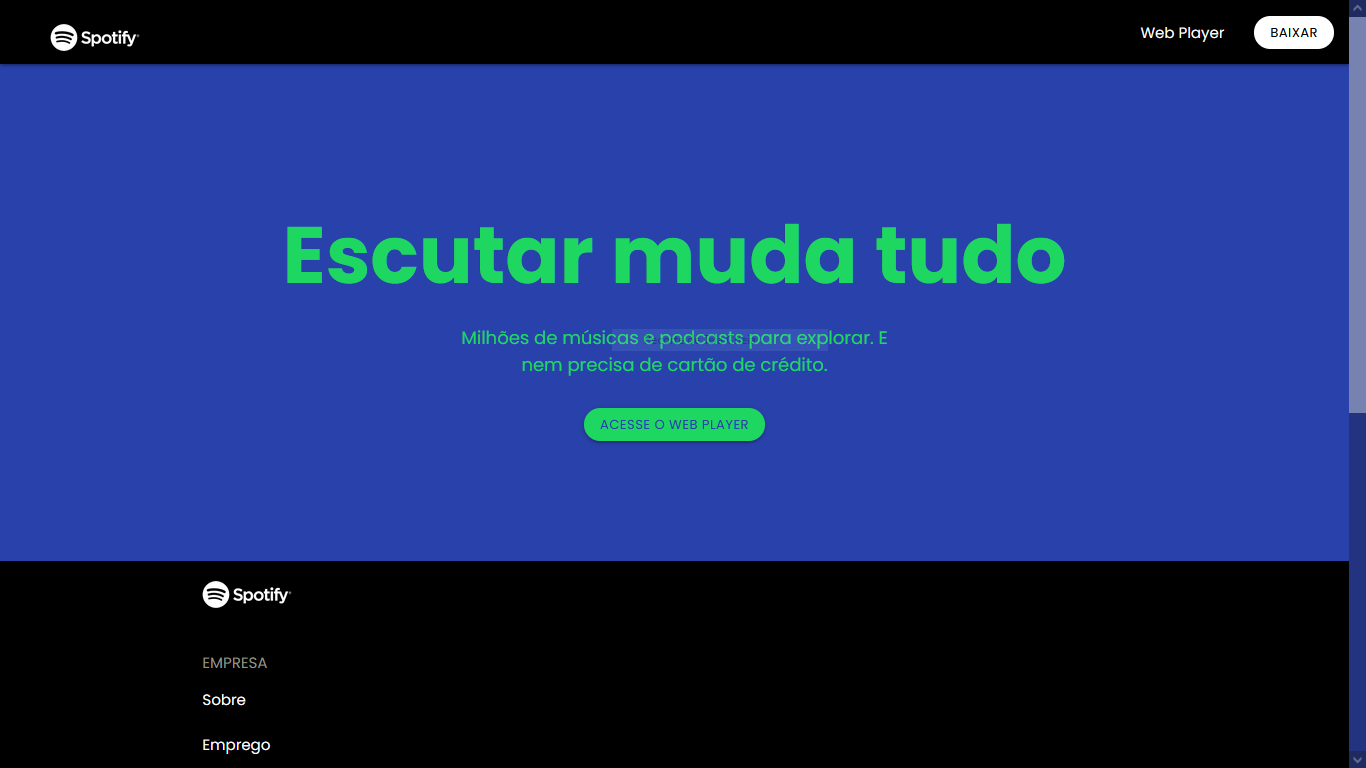 Spotify
Web Player
BAIXAR
Escutar muda tudo
Milhões de músicas e podcasts para explorar. E
nem precisa de cartão de crédito.
ACESSE O WEB PLAYER
Spotify
EMPRESA
Sobre
Emprego